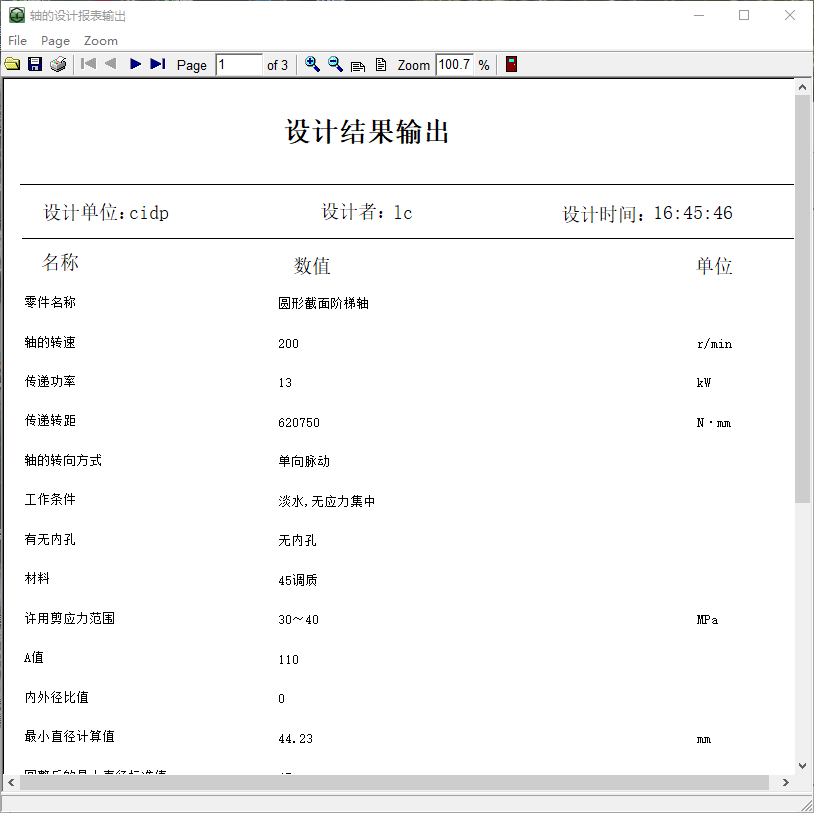 轴的设计报表输出
File Page Zoom
Page 1 of 3 Zoom 100.7 %
设计结果输出
设计单位:cidp 设计者: lc 设计时间: 16:45:46
名称 数值 单位
零件名称 圆形截面阶梯轴
轴的转速 200 r/min
传递功率 13 kW
传递转距 620750 N·mm
轴的转向方式 单向脉动
工作条件 淡水,无应力集中
有无内孔 无内孔
材料 45调质
许用剪应力范围 30～40 MPa
A值 110
内外径比值 0
最小直径计算值 44.23 mm